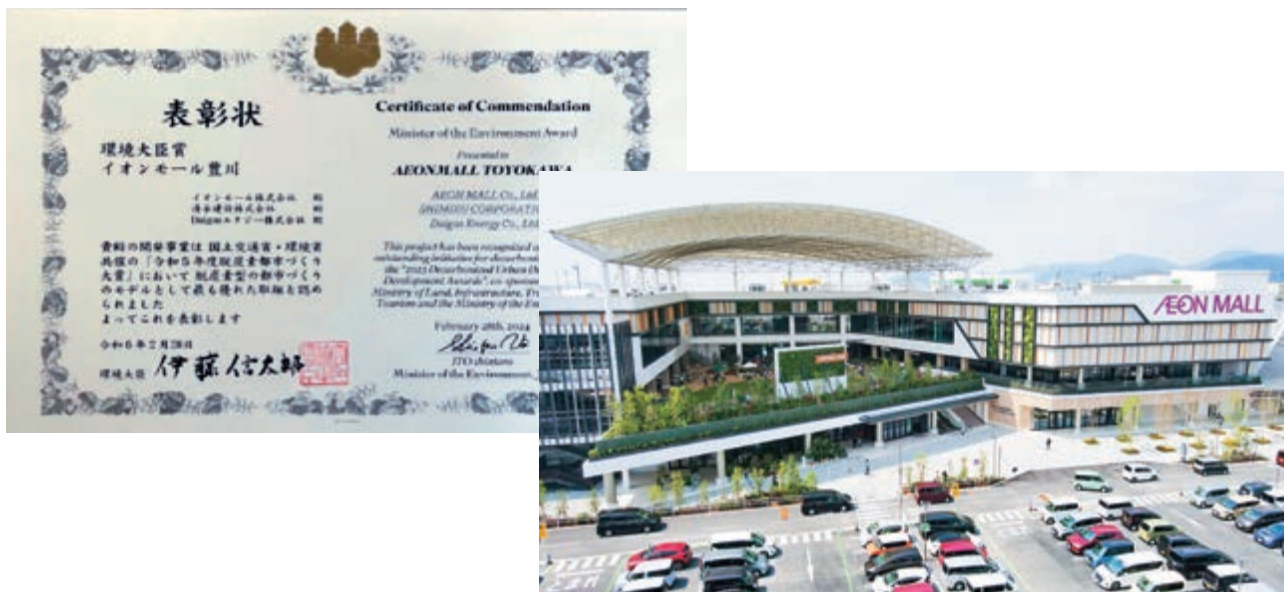 表彰状
環境大臣賞
イオンモール豊川
イオンモール株式会社 殿
清水建設株式会社 殿
Daigasエナジー株式会社 殿
貴殿の開発事業は 国土交通省・環境省
共催の「令和5年度脱炭素都市づくり
大賞」において 脱炭素型の都市づくり
のモデルとして最も優れた取組と認め
られました
よってこれを表彰します
令和6年2月28日
環境大臣 伊藤信太郎
Certificate of Commendation
Minister of the Environment Award
Presented to
AEONMALL TOYOKAWA
AEON MALL Co., Ltd
SHIMIZU CORPORATI
Daigas Energy Co., Ltd
This project has been recognized
outstanding initiative for decarboni
the "2023 Decarbonized Urban De
Development Awards", co-sponso
Ministry of Land, Infrastructure, Tr
Tourism and the Ministry of the En
February 28th, 2024
ITO Shintaro
Minister of the Environment
ÆON MALL